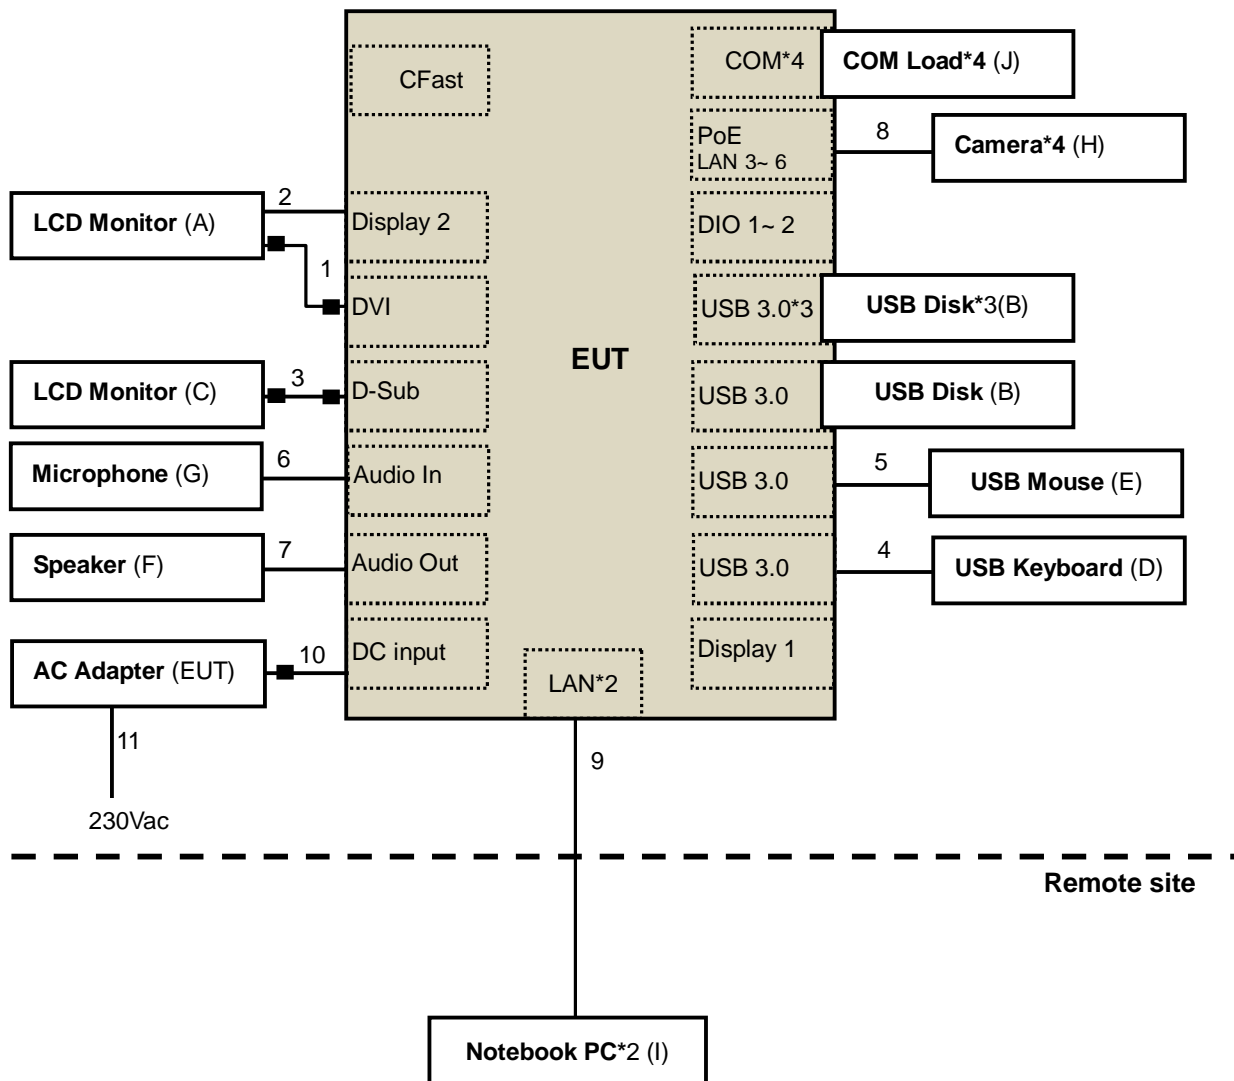 COM*4
COM Load*4 (J)
CFast
PoE
LAN 3~ 6
8
Camera*4 (H)
2
LCD Monitor (A)
Display 2
DIO 1~ 2
1
DVI
USB 3.0*3
USB Disk*3(B)
EUT
3
LCD Monitor (C)
D-Sub
USB 3.0
USB Disk (B)
6
Microphone (G)
Audio In
USB 3.0
5
USB Mouse (E)
7
Speaker (F)
Audio Out
USB 3.0
4
USB Keyboard (D)
10
AC Adapter (EUT)
DC input
Display 1
LAN*2
11
9
230Vac
Remote site
Notebook PC*2 (I)